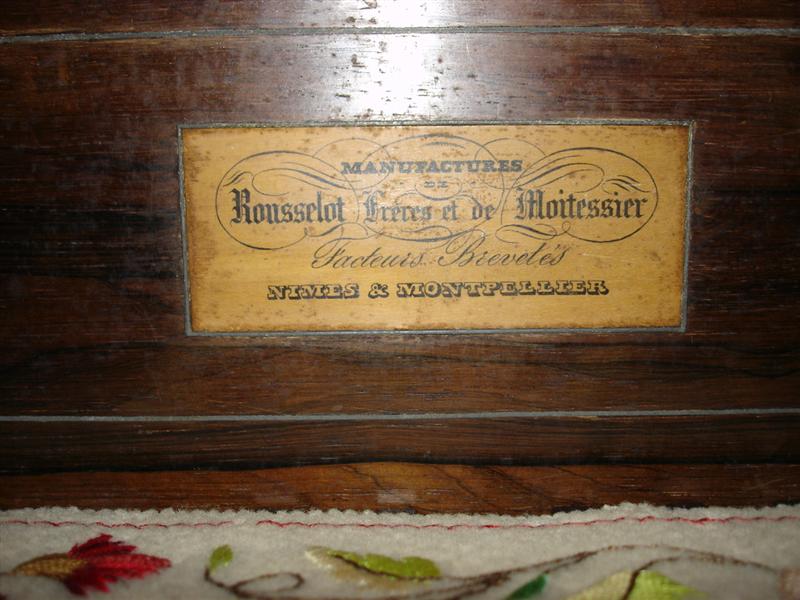 MANUFACTURES
DE
Rousselot Frères et de Moitessier
Facteurs Brevetés
NIMES & MONTPELLIER